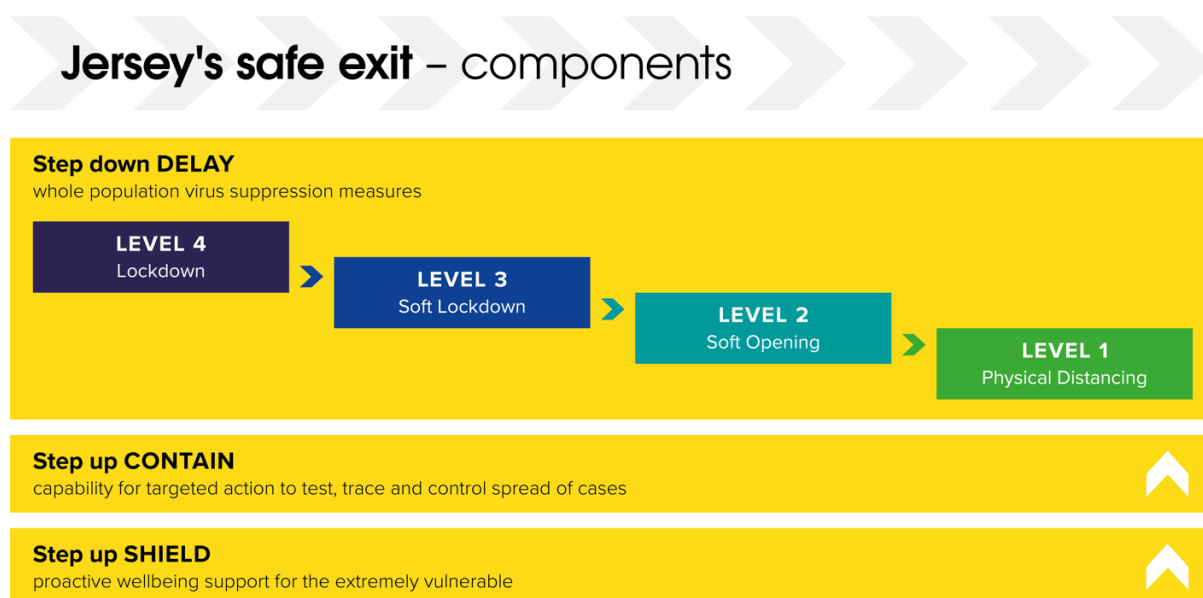 Jersey's safe exit – components
Step down DELAY
whole population virus suppression measures
LEVEL 4
Lockdown
LEVEL 3
Soft Lockdown
LEVEL 2
Soft Opening
LEVEL 1
Physical Distancing
Step up CONTAIN
capability for targeted action to test, trace and control spread of cases
Step up SHIELD
proactive wellbeing support for the extremely vulnerable